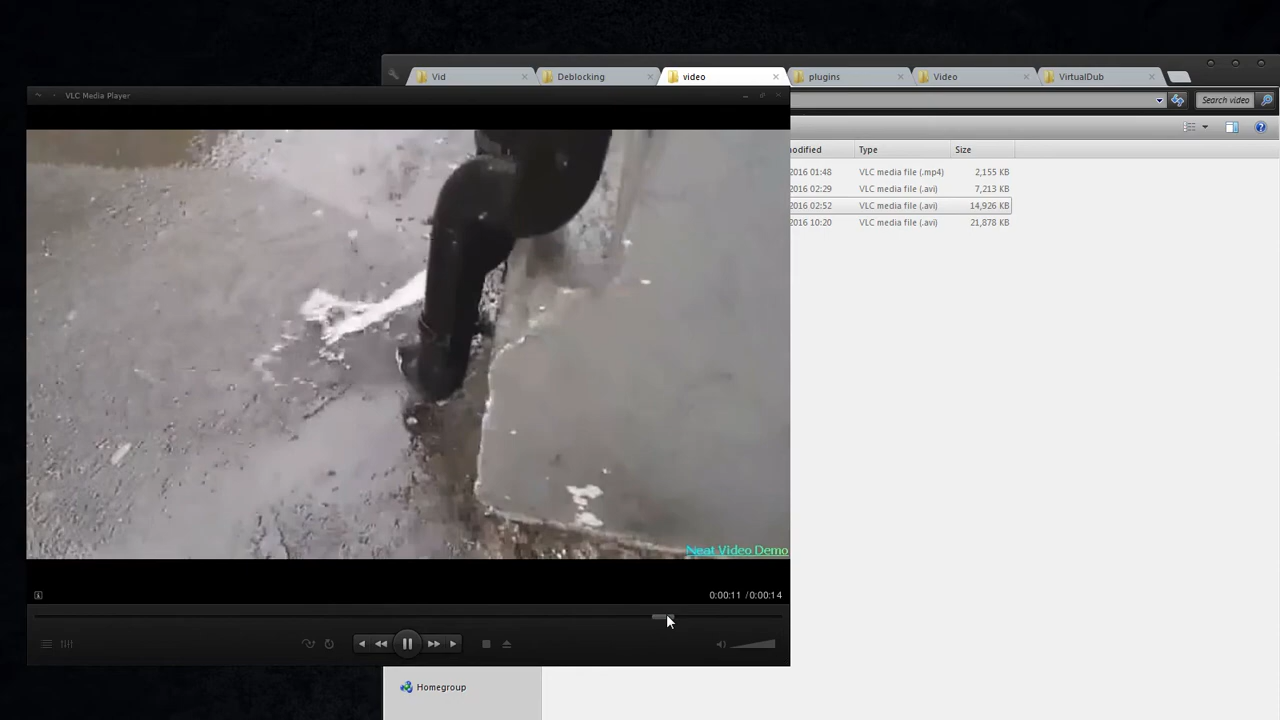 Vid
Deblocking
video
plugins
Video
VirtualDub
VLC Media Player
Search video
odified
Type
Size
2016 01:48
VLC media file (.mp4)
2,155 KB
2016 02:29
VLC media file (.avi)
7,213 KB
2016 02:52
VLC media file (.avi)
14,926 KB
2016 10:20
VLC media file (.avi)
21,878 KB
Neat Video Demo
0:00:11 /0:00:14
Homegroup